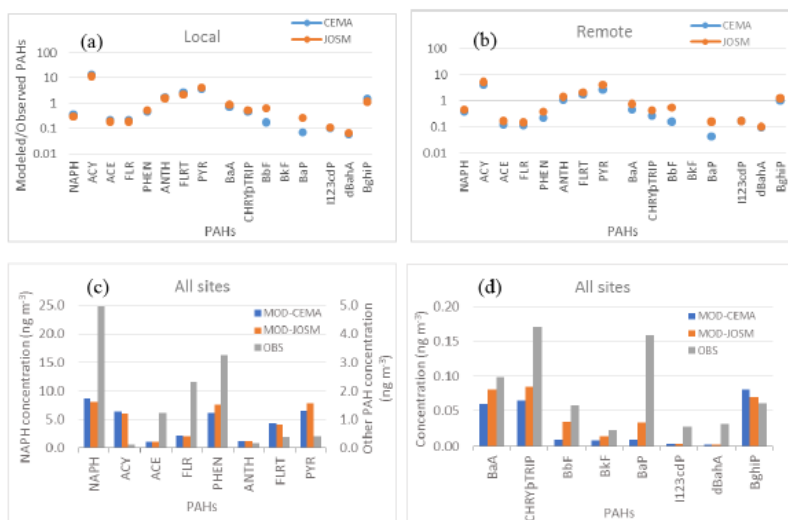 (a)
Local
CEMA
JOSM
Modeled/Observed PAHs
100
10
1
0.1
0.01
NAPH
ACY
ACE
FLR
PHEN
ANTH
FLRT
PYR
BaA
CHRYþTRIP
BbF
BkF
BaP
I123cdP
dBahA
BghiP
PAHs
(b)
Remote
CEMA
JOSM
100
10
1
0.1
0.01
NAPH
ACY
ACE
FLR
PHEN
ANTH
FLRT
PYR
BaA
CHRYþTRIP
BbF
BkF
BaP
I123cdP
dBahA
BghiP
PAHs
(c)
All sites
MOD-CEMA
MOD-JOSM
OBS
NAPH concentration (ng m-3)
25.0
20.0
15.0
10.0
5.0
0.0
Other PAH concentration
(ng m-3)
5.0
4.0
3.0
2.0
1.0
0.0
NAPH
ACY
ACE
FLR
PHEN
ANTH
FLRT
PYR
PAHs
(d)
All sites
MOD-CEMA
MOD-JOSM
OBS
Concentration (ng m-3)
0.20
0.15
0.10
0.05
0.00
BaA
CHRYþTRIP
BbF
BkF
BaP
I123cdP
dBahA
BghiP
PAHs